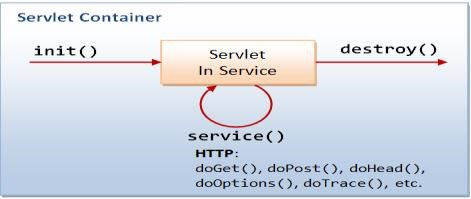 Servlet Container
init()
Servlet
In Service
destroy()
service()
HTTP:
doGet(), doPost(), doHead(),
doOptions(), doTrace(), etc.